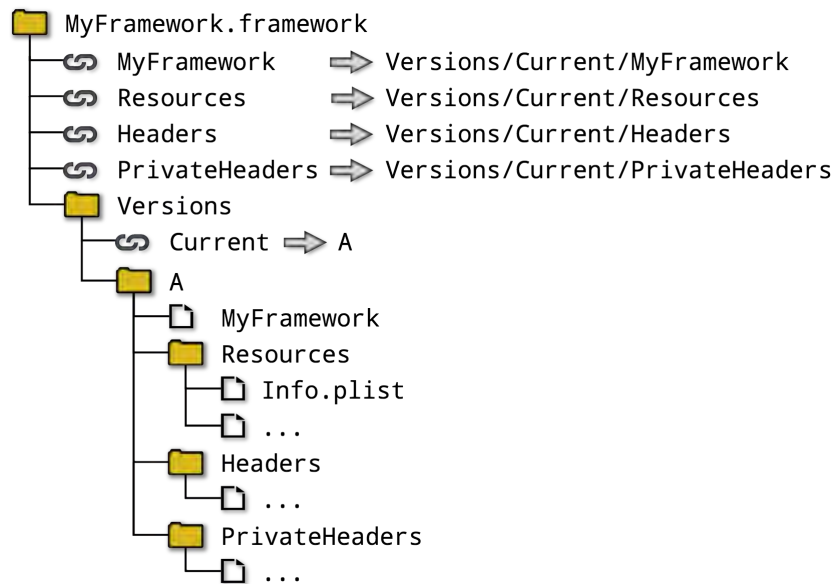 MyFramework.framework
MyFramework Versions/Current/MyFramework
Resources Versions/Current/Resources
Headers Versions/Current/Headers
PrivateHeaders Versions/Current/PrivateHeaders
Versions
Current A
A
MyFramework
Resources
Info.plist
...
Headers
...
PrivateHeaders
...